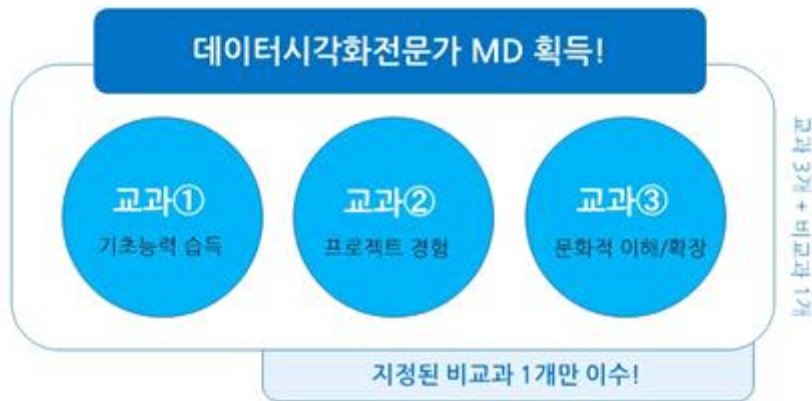 데이터시각화전문가 MD 획득!
교과①
기초능력 습득
교과②
프로젝트 경험
교과③
문화적 이해/확장
교과 3개 + 비교과 1개
지정된 비교과 1개만 이수!